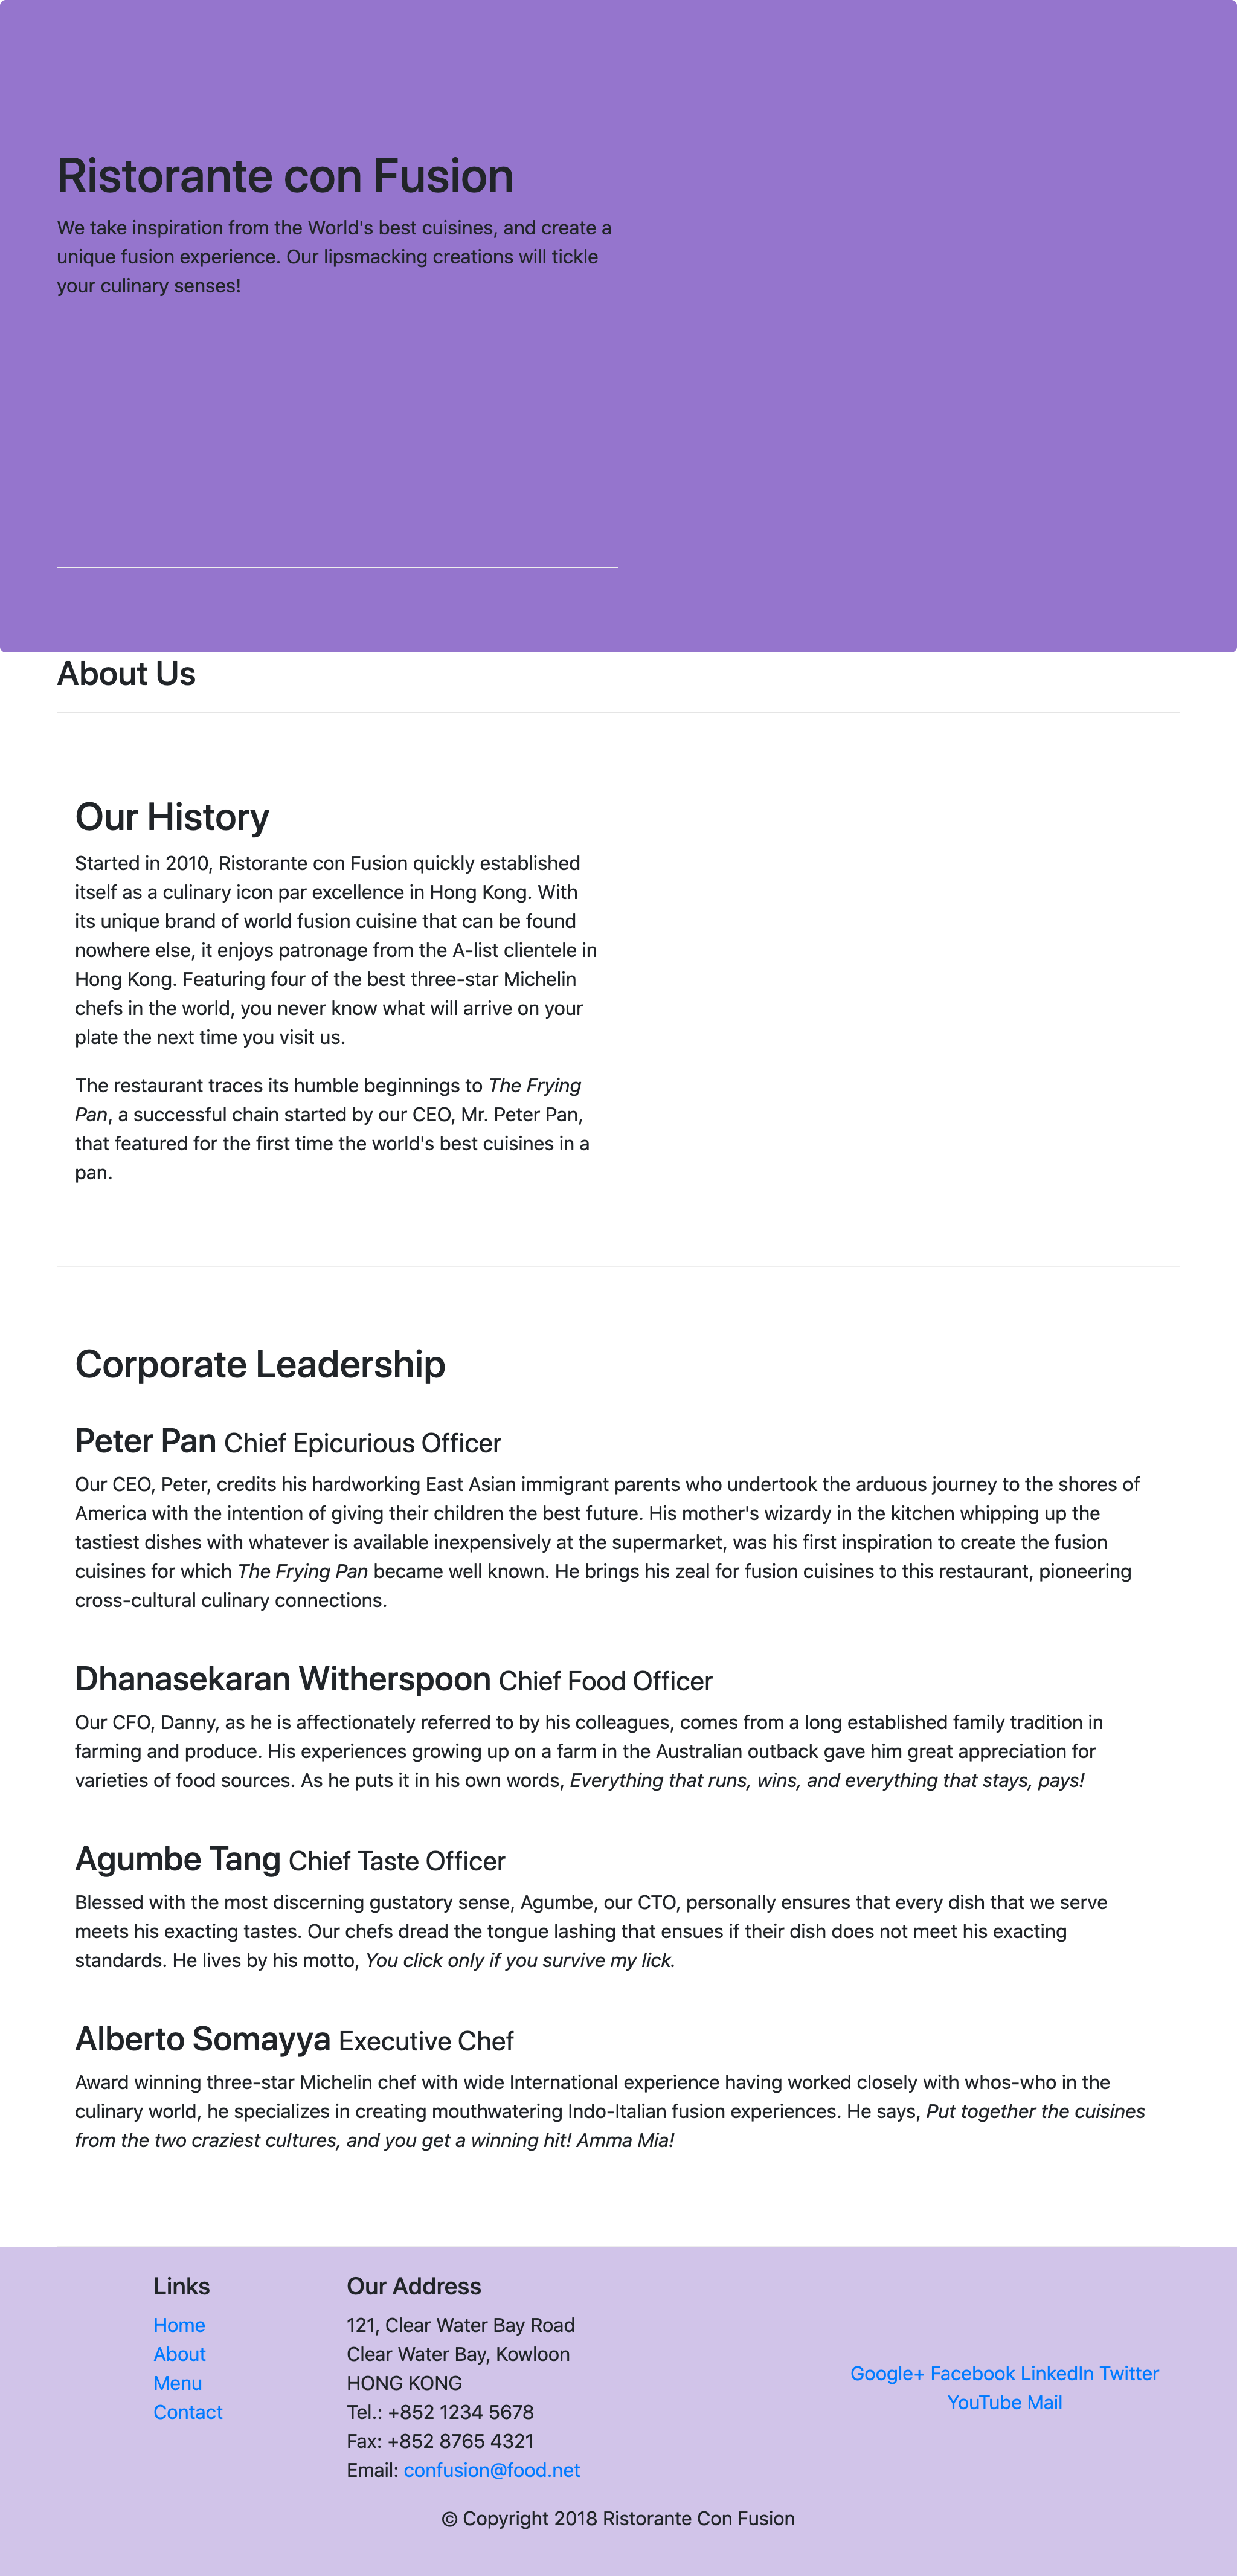 Ristorante con Fusion
We take inspiration from the World's best cuisines, and create a
unique fusion experience. Our lipsmacking creations will tickle
your culinary senses!
About Us
Our History
Started in 2010, Ristorante con Fusion quickly established
itself as a culinary icon par excellence in Hong Kong. With
its unique brand of world fusion cuisine that can be found
nowhere else, it enjoys patronage from the A-list clientele in
Hong Kong. Featuring four of the best three-star Michelin
chefs in the world, you never know what will arrive on your
plate the next time you visit us.
The restaurant traces its humble beginnings to The Frying
Pan, a successful chain started by our CEO, Mr. Peter Pan,
that featured for the first time the world's best cuisines in a
pan.
Corporate Leadership
Peter Pan Chief Epicurious Officer
Our CEO, Peter, credits his hardworking East Asian immigrant parents who undertook the arduous journey to the shores of
America with the intention of giving their children the best future. His mother's wizardy in the kitchen whipping up the
tastiest dishes with whatever is available inexpensively at the supermarket, was his first inspiration to create the fusion
cuisines for which The Frying Pan became well known. He brings his zeal for fusion cuisines to this restaurant, pioneering
cross-cultural culinary connections.
Dhanasekaran Witherspoon Chief Food Officer
Our CFO, Danny, as he is affectionately referred to by his colleagues, comes from a long established family tradition in
farming and produce. His experiences growing up on a farm in the Australian outback gave him great appreciation for
varieties of food sources. As he puts it in his own words, Everything that runs, wins, and everything that stays, pays!
Agumbe Tang Chief Taste Officer
Blessed with the most discerning gustatory sense, Agumbe, our CTO, personally ensures that every dish that we serve
meets his exacting tastes. Our chefs dread the tongue lashing that ensues if their dish does not meet his exacting
standards. He lives by his motto, You click only if you survive my lick.
Alberto Somayya Executive Chef
Award winning three-star Michelin chef with wide International experience having worked closely with whos-who in the
culinary world, he specializes in creating mouthwatering Indo-Italian fusion experiences. He says, Put together the cuisines
from the two craziest cultures, and you get a winning hit! Amma Mia!
Links
Home
About
Menu
Contact
Our Address
121, Clear Water Bay Road
Clear Water Bay, Kowloon
HONG KONG
Tel.: +852 1234 5678
Fax: +852 8765 4321
Email: confusion@food.net
Google+ Facebook LinkedIn Twitter
YouTube Mail
© Copyright 2018 Ristorante Con Fusion